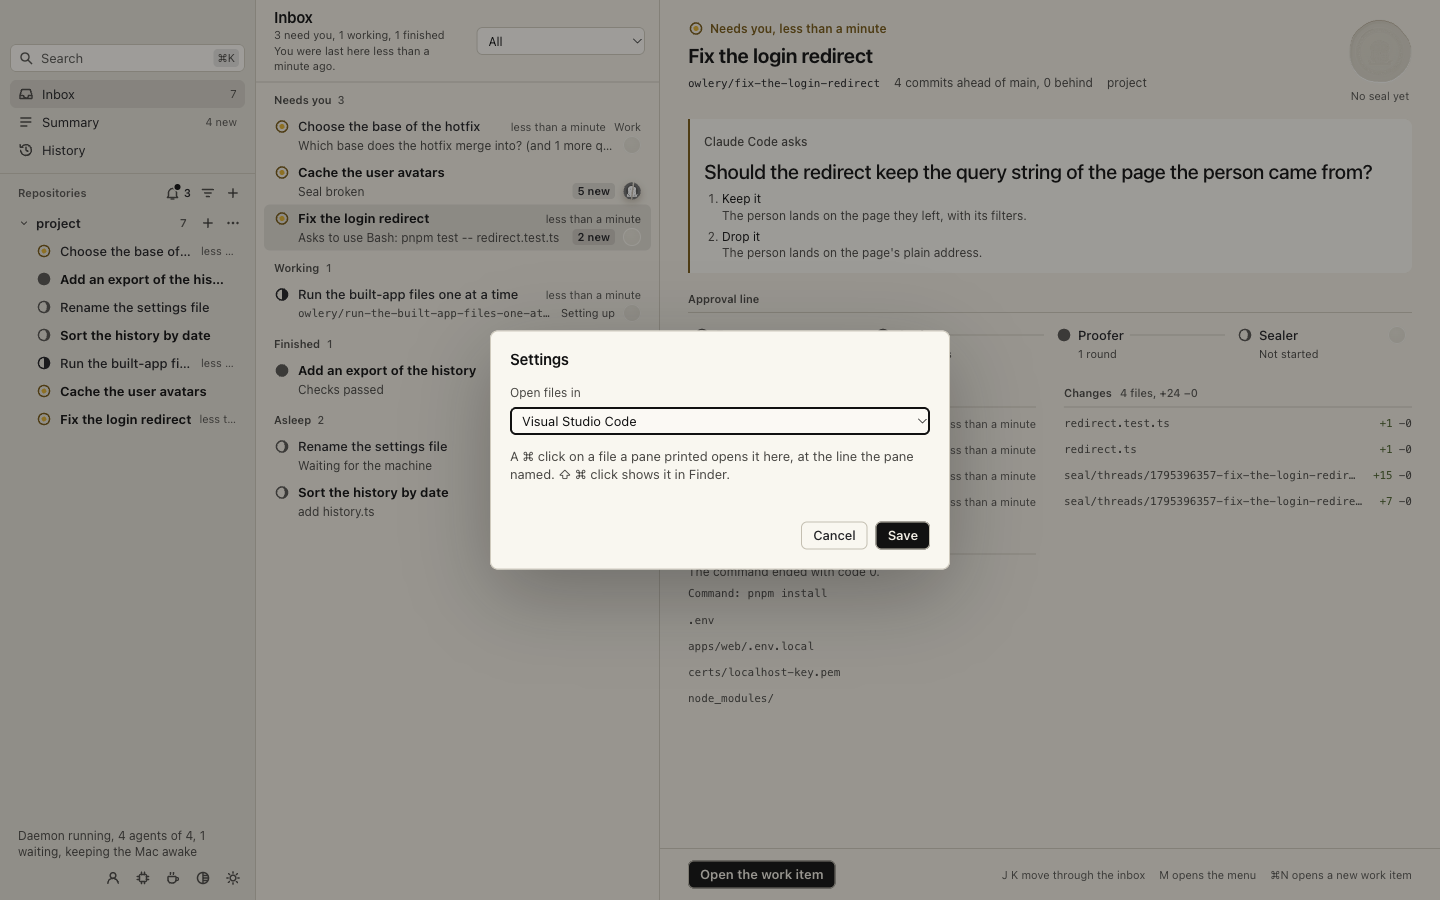 Search ⌘K
Inbox 7
Summary 4 new
History
Repositories 3
project 7
Choose the base of... less ...
Add an export of the his...
Rename the settings file
Sort the history by date
Run the built-app fi... less ...
Cache the user avatars
Fix the login redirect less t...
Daemon running, 4 agents of 4, 1
waiting, keeping the Mac awake
Inbox
3 need you, 1 working, 1 finished
You were last here less than a
minute ago.
All
Needs you 3
Choose the base of the hotfix less than a minute Work
Which base does the hotfix merge into? (and 1 more q...
Cache the user avatars
Seal broken 5 new
Fix the login redirect less than a minute
Asks to use Bash: pnpm test -- redirect.test.ts 2 new
Working 1
Run the built-app files one at a time less than a minute
owlery/run-the-built-app-files-one-at... Setting up
Finished 1
Add an export of the history
Checks passed
Asleep 2
Rename the settings file
Waiting for the machine
Sort the history by date
add history.ts
Needs you, less than a minute
Fix the login redirect
owlery/fix-the-login-redirect 4 commits ahead of main, 0 behind project
No seal yet
Claude Code asks
Should the redirect keep the query string of the page the person came from?
1. Keep it
The person lands on the page they left, with its filters.
2. Drop it
The person lands on the page's plain address.
Approval line
Proofer
1 round
Sealer
Not started
Changes 4 files, +24 −0
ss than a minute
redirect.test.ts +1 −0
ss than a minute
redirect.ts +1 −0
ss than a minute
seal/threads/1795396357-fix-the-login-redir... +15 −0
ss than a minute
seal/threads/1795396357-fix-the-login-redire... +7 −0
Settings
Open files in
Visual Studio Code
A ⌘ click on a file a pane printed opens it here, at the line the pane
named. ⇧ ⌘ click shows it in Finder.
Cancel Save
The command ended with code 0.
Command: pnpm install
.env
apps/web/.env.local
certs/localhost-key.pem
node_modules/
Open the work item
J K move through the inbox M opens the menu ⌘N opens a new work item